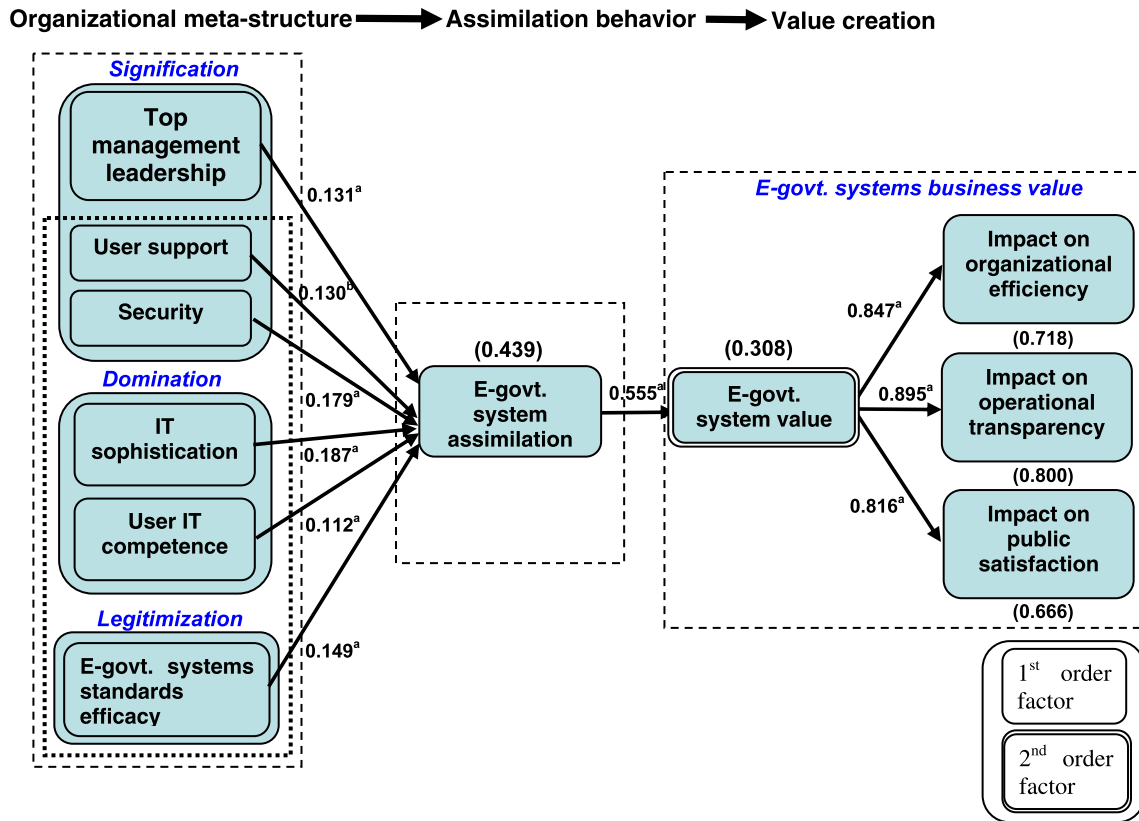 Organizational meta-structure Assimilation behavior Value creation
Signification
Top
management
leadership
0.131ᵃ
User support
0.130ᵇ
Security
0.179ᵃ
Domination
IT
sophistication
0.187ᵃ
User IT
competence
0.112ᵃ
Legitimization
E-govt. systems
standards
efficacy
0.149ᵃ
(0.439)
E-govt.
system
assimilation
0.555ᵃ
E-govt. systems business value
(0.308)
E-govt.
system value
0.847ᵃ
0.895ᵃ
0.816ᵃ
Impact on
organizational
efficiency
(0.718)
Impact on
operational
transparency
(0.800)
Impact on
public
satisfaction
(0.666)
1ˢᵗ order
factor
2ⁿᵈ order
factor